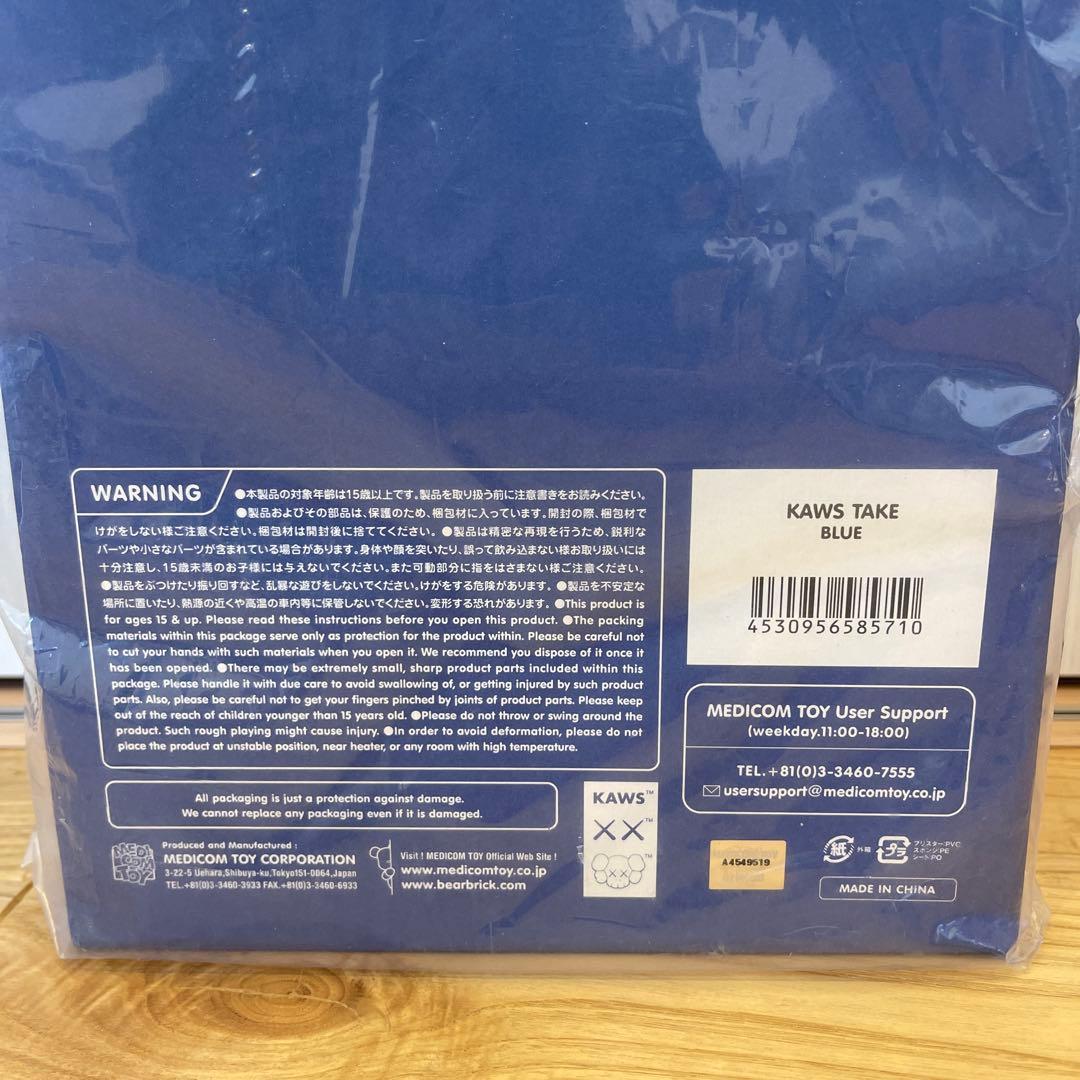 WARNING
●本製品の対象年齢は15歳以上です。製品を取り扱う前に注意書きをお読みください。
●製品およびその部品は、保護のため、梱包材に入っています。開封の際、梱包材で
けがをしない様ご注意ください。梱包材は開封後に捨ててください。 ●製品は精密な再現を行うため、鋭利な
パーツや小さなパーツが含まれている場合があります。身体や顔を突いたり、誤って飲み込まない様お取り扱いには
十分注意し、15歳未満のお子様には与えないでください。また可動部分に指をはさまない様ご注意ください。
●製品をぶつけたり振り回すなど、乱暴な遊びをしないでください。けがをする危険があります。 ●製品を不安定な
場所に置いたり、熱源の近くや高温の車内等に保管しないでください。変形する恐れがあります。 ●This product is
for ages 15 & up. Please read these instructions before you open this product. ●The packing
materials within this package serve only as protection for the product within. Please be careful not
to cut your hands with such materials when you open it. We recommend you dispose of it once it
has been opened. ●There may be extremely small, sharp product parts included within this
package. Please handle it with due care to avoid swallowing of, or getting injured by such product
parts. Also, please be careful not to get your fingers pinched by joints of product parts. Please keep
out of the reach of children younger than 15 years old. ●Please do not throw or swing around the
product. Such rough playing might cause injury. ●In order to avoid deformation, please do not
place the product at unstable position, near heater, or any room with high temperature.
All packaging is just a protection against damage.
We cannot replace any packaging even if it is damaged.
MEDI
COM
TOY
Produced and Manufactured :
MEDICOM TOY CORPORATION
3-22-5 Uehara,Shibuya-ku,Tokyo151-0064,Japan
TEL.+81(0)3-3460-3933 FAX.+81(0)3-3460-6933
Visit ! MEDICOM TOY Official Web Site !
www.medicomtoy.co.jp
www.bearbrick.com
KAWS™
XX™
™
KAWS TAKE
BLUE
4530956585710
MEDICOM TOY User Support
(weekday.11:00-18:00)
TEL.+81(0)3-3460-7555
usersupport@medicomtoy.co.jp
A4549519
紙 外箱
プラ
ブリスター:PVC
スポンジ:PE
シート:PO
MADE IN CHINA